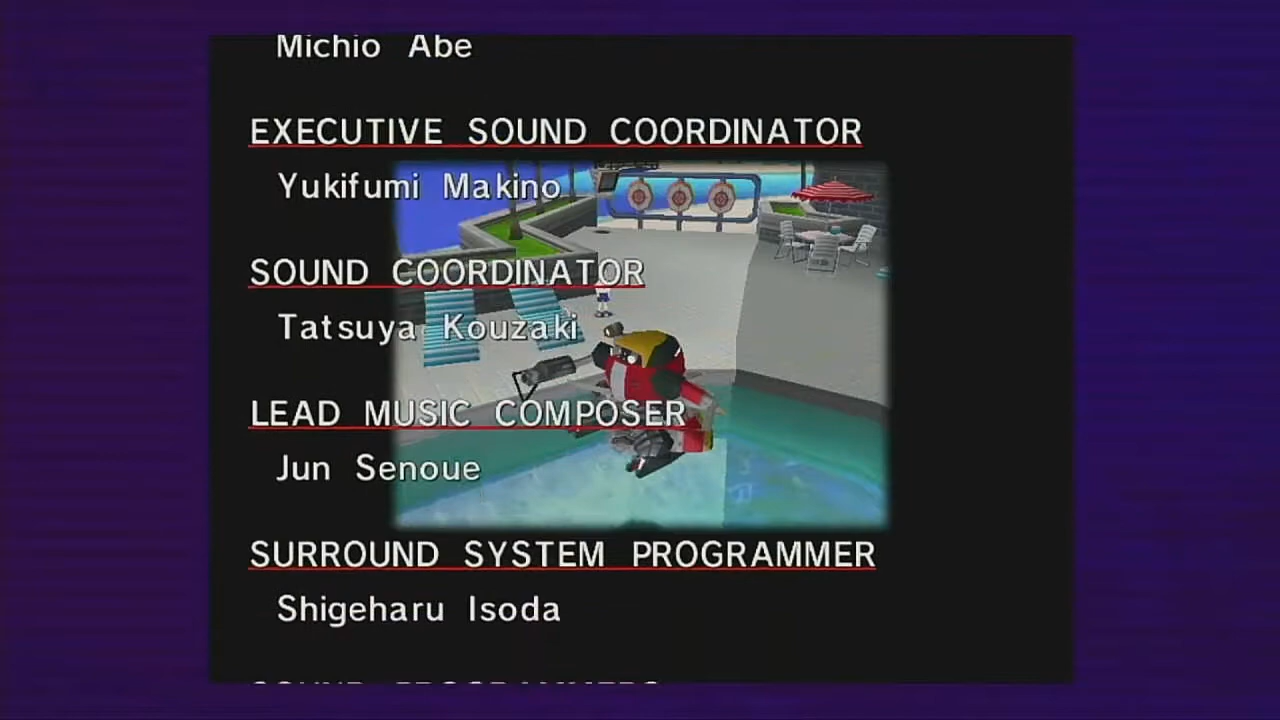 Michio Abe
EXECUTIVE SOUND COORDINATOR
Yukifumi Makino
SOUND COORDINATOR
Tatsuya Kouzaki
LEAD MUSIC COMPOSER
Jun Senoue
SURROUND SYSTEM PROGRAMMER
Shigeharu Isoda